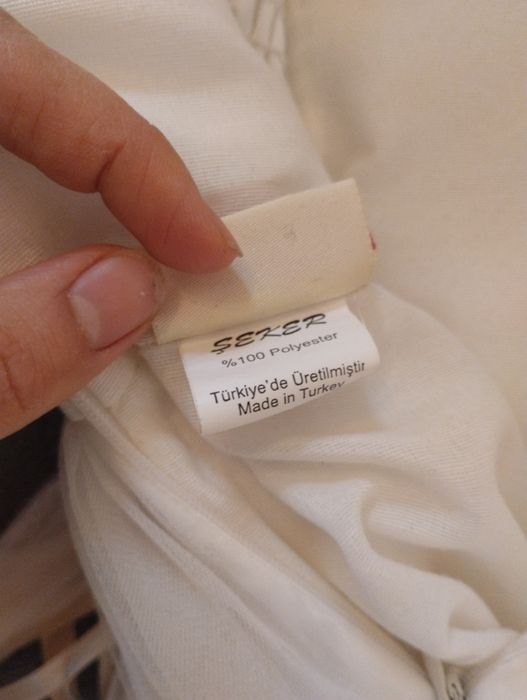 ŞEKER
%100 Polyester
Türkiye'de Üretilmiştir
Made in Turkey